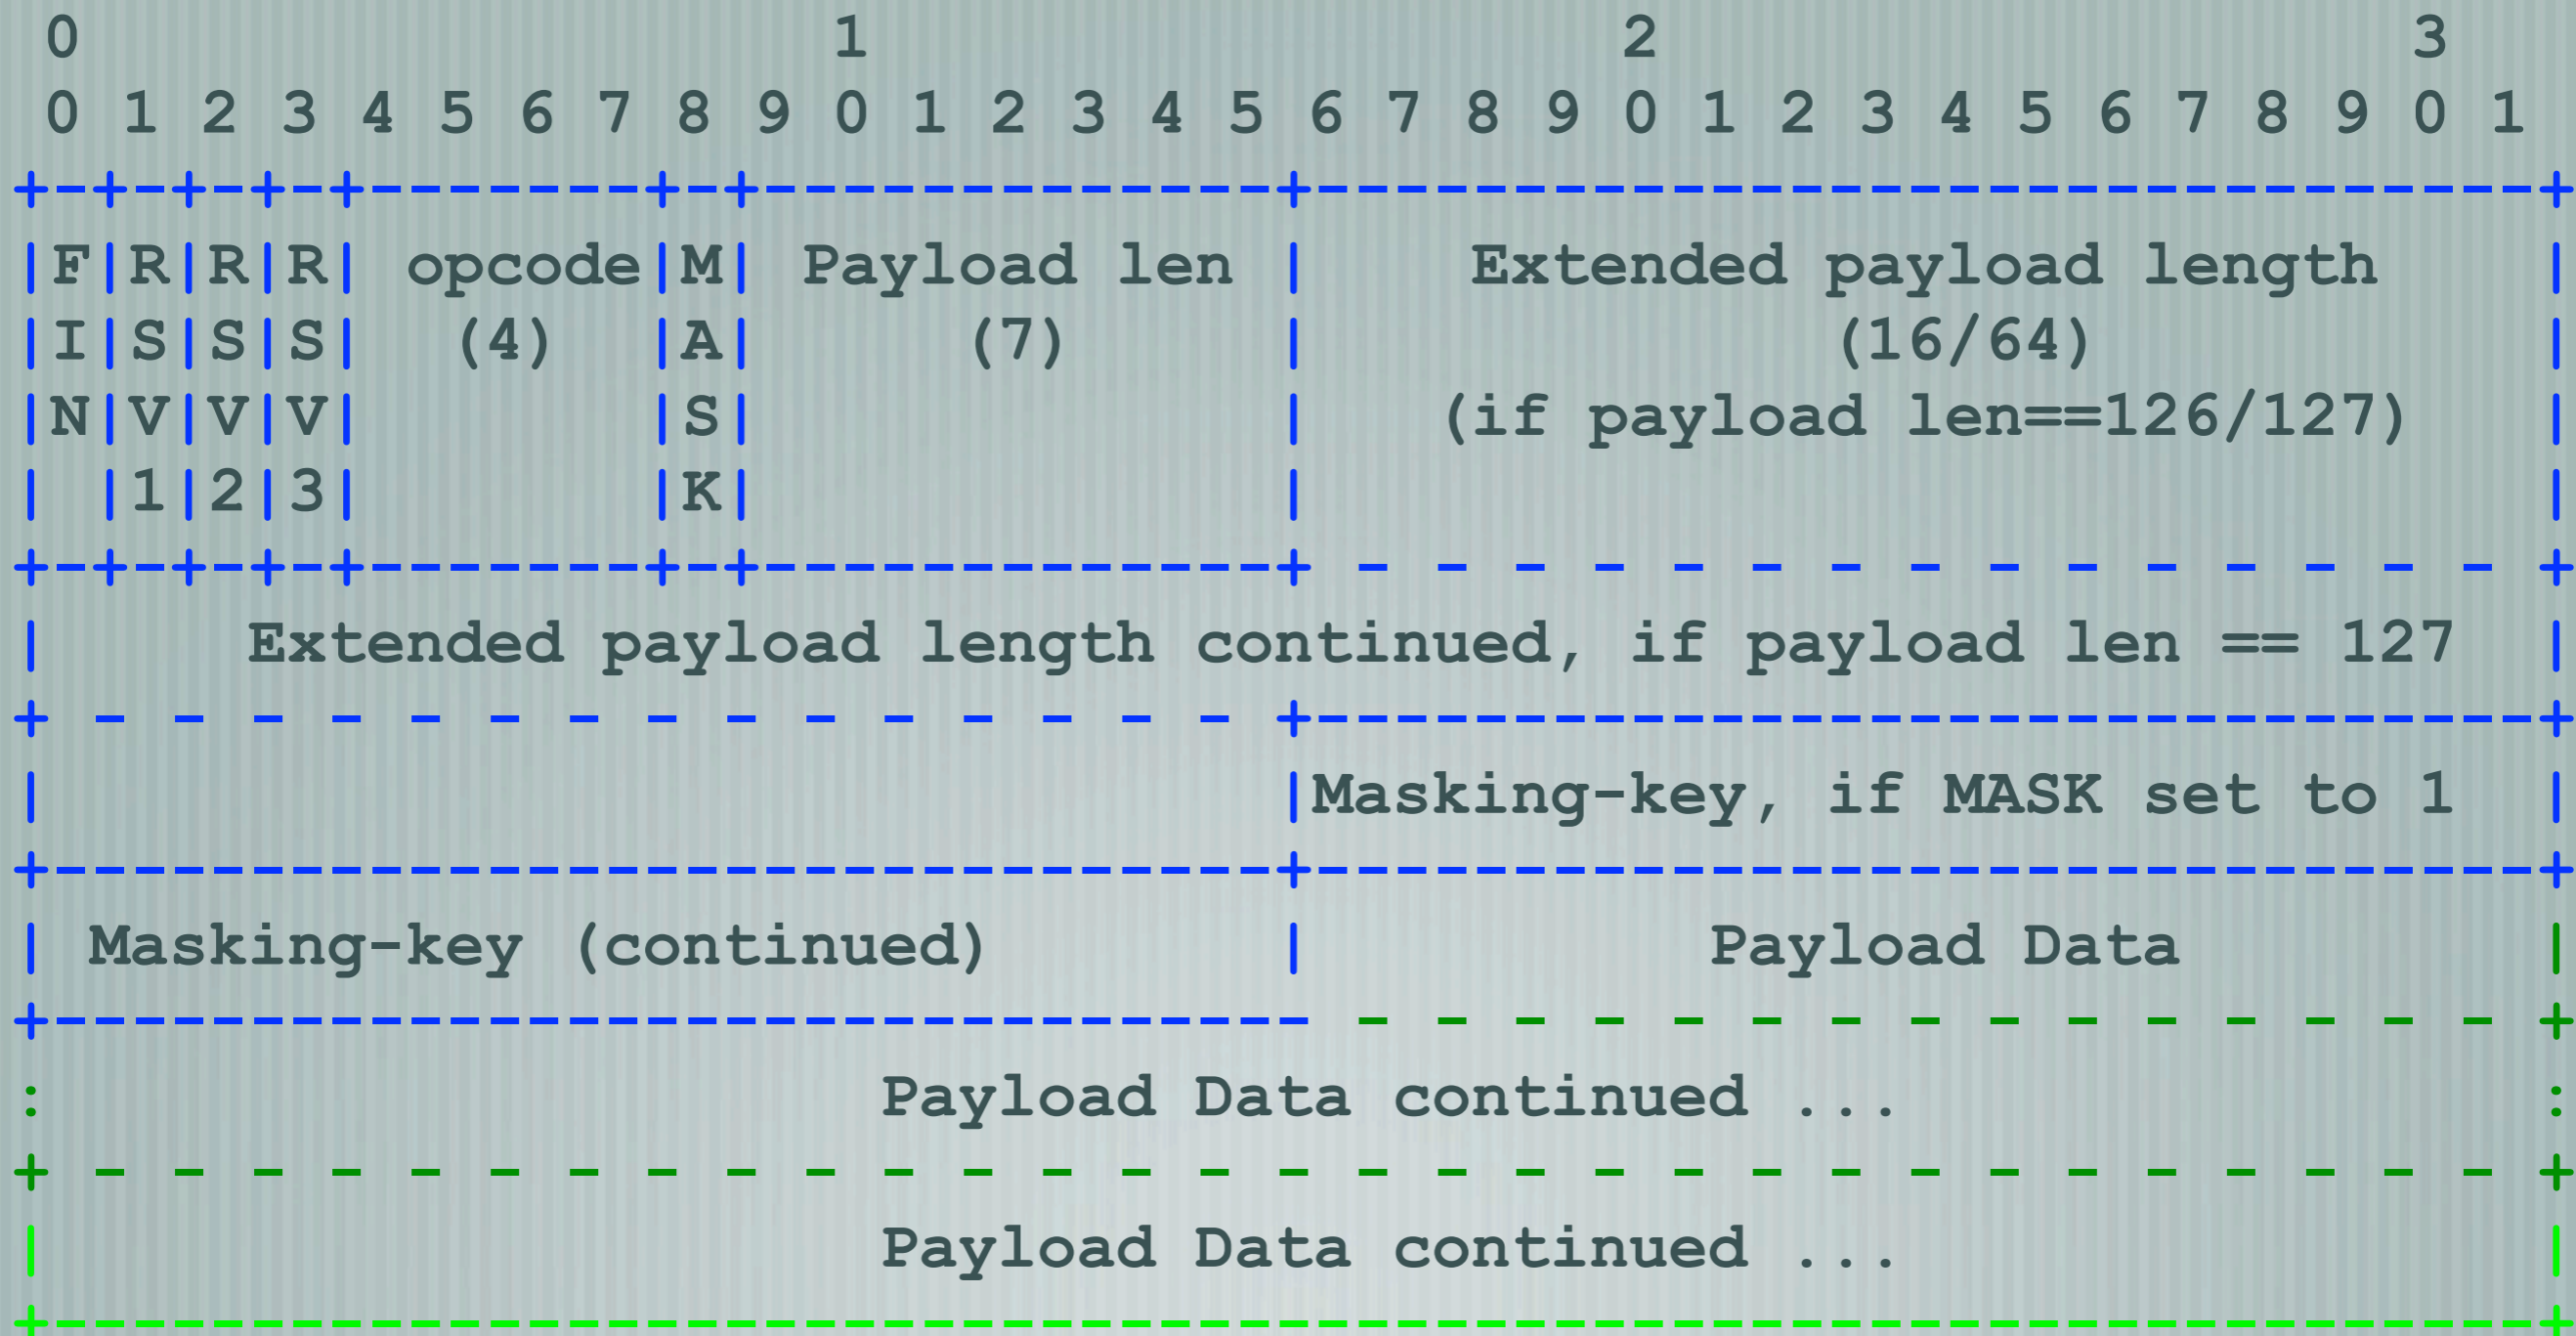 0 1 2 3
0 1 2 3 4 5 6 7 8 9 0 1 2 3 4 5 6 7 8 9 0 1 2 3 4 5 6 7 8 9 0 1
+-+-+-+-+-------+-+-------------+-------------------------------+
|F|R|R|R| opcode|M| Payload len | Extended payload length |
|I|S|S|S| (4) |A| (7) | (16/64) |
|N|V|V|V| |S| | (if payload len==126/127) |
| |1|2|3| |K| | |
+-+-+-+-+-------+-+-------------+ - - - - - - - - - - - - - - - +
| Extended payload length continued, if payload len == 127 |
+ - - - - - - - - - - - - - - - +-------------------------------+
| |Masking-key, if MASK set to 1 |
+-------------------------------+-------------------------------+
| Masking-key (continued) | Payload Data |
+-------------------------------- - - - - - - - - - - - - - - - +
: Payload Data continued ... :
+ - - - - - - - - - - - - - - - - - - - - - - - - - - - - - - - +
| Payload Data continued ... |
+---------------------------------------------------------------+